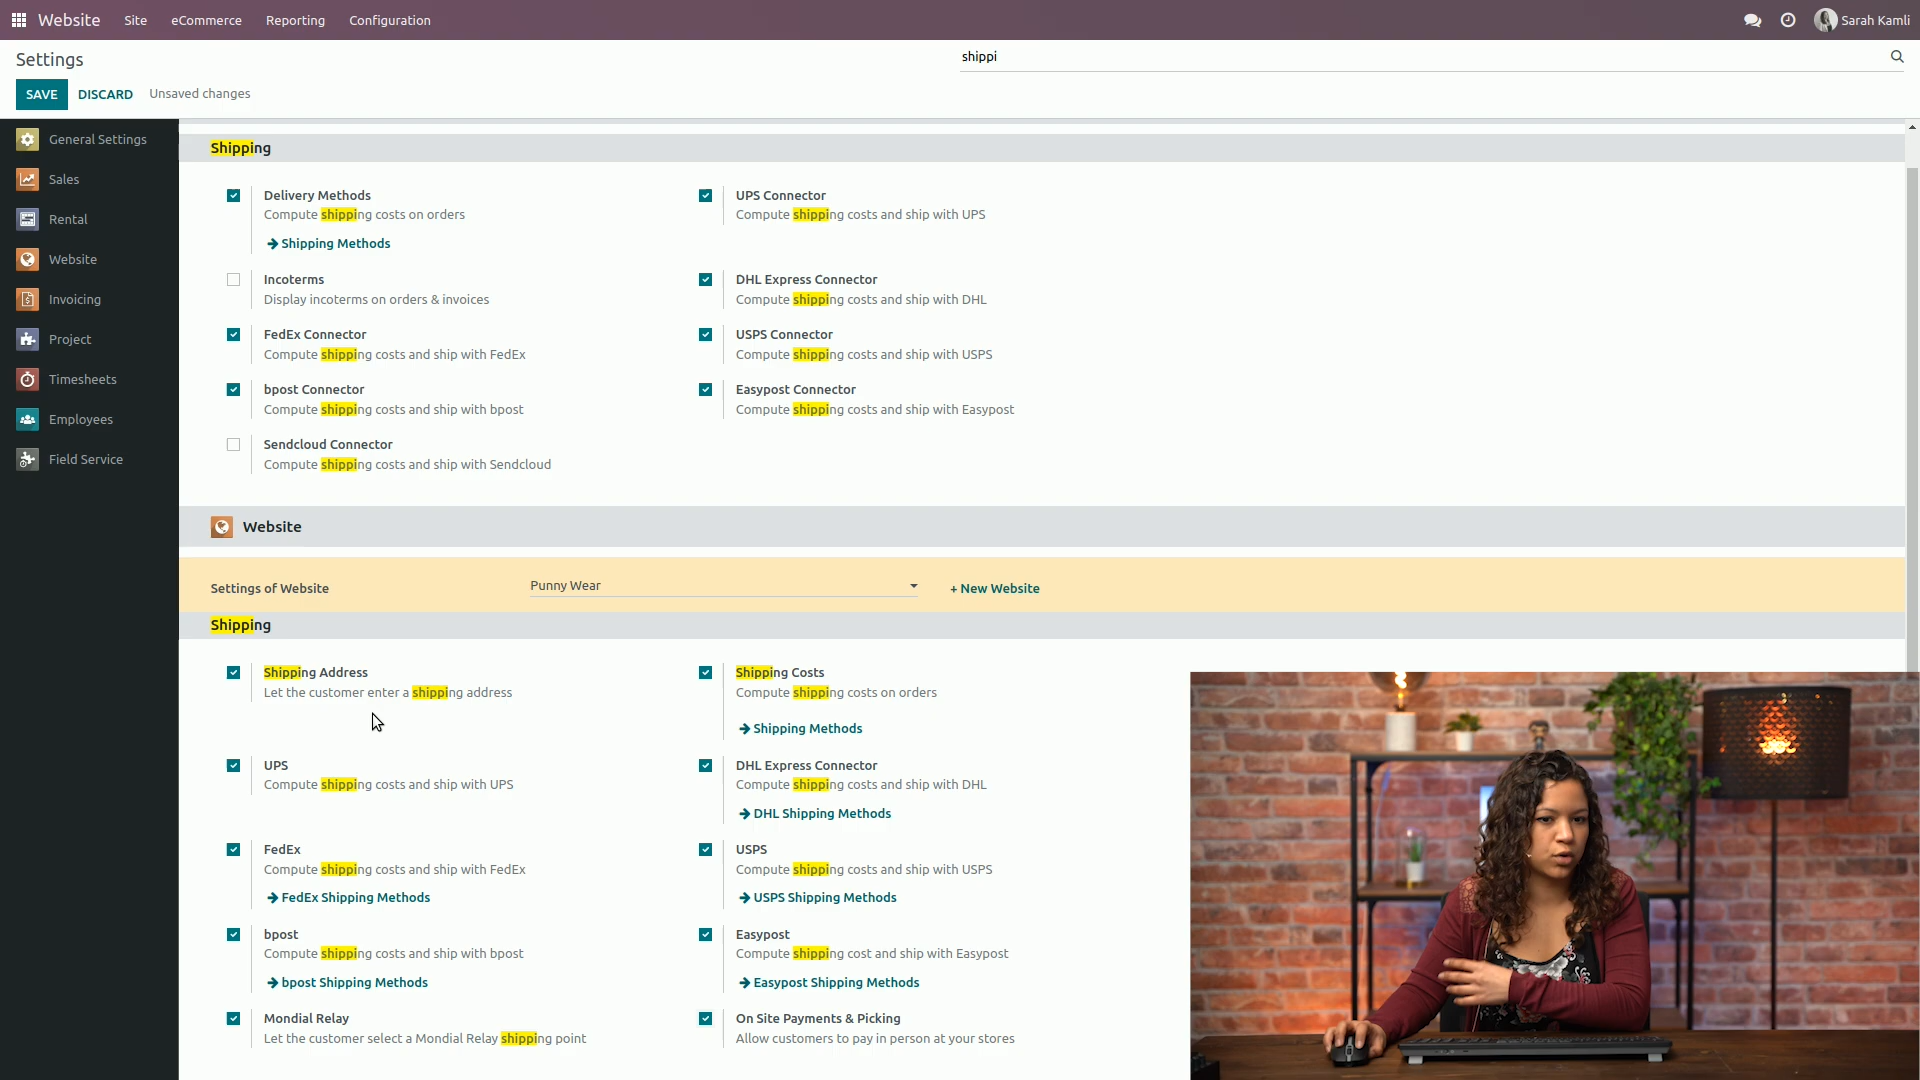 Website Site eCommerce Reporting Configuration Sarah Kamli
Settings
shippi
SAVE DISCARD Unsaved changes
General Settings
Sales
Rental
Website
Invoicing
Project
Timesheets
Employees
Field Service
Shipping
Delivery Methods
Compute shipping costs on orders
Shipping Methods
UPS Connector
Compute shipping costs and ship with UPS
Incoterms
Display incoterms on orders & invoices
DHL Express Connector
Compute shipping costs and ship with DHL
FedEx Connector
Compute shipping costs and ship with FedEx
USPS Connector
Compute shipping costs and ship with USPS
bpost Connector
Compute shipping costs and ship with bpost
Easypost Connector
Compute shipping costs and ship with Easypost
Sendcloud Connector
Compute shipping costs and ship with Sendcloud
Website
Settings of Website Punny Wear + New Website
Shipping
Shipping Address
Let the customer enter a shipping address
Shipping Costs
Compute shipping costs on orders
Shipping Methods
UPS
Compute shipping costs and ship with UPS
DHL Express Connector
Compute shipping costs and ship with DHL
DHL Shipping Methods
FedEx
Compute shipping costs and ship with FedEx
FedEx Shipping Methods
USPS
Compute shipping costs and ship with USPS
USPS Shipping Methods
bpost
Compute shipping costs and ship with bpost
bpost Shipping Methods
Easypost
Compute shipping cost and ship with Easypost
Easypost Shipping Methods
Mondial Relay
Let the customer select a Mondial Relay shipping point
On Site Payments & Picking
Allow customers to pay in person at your stores